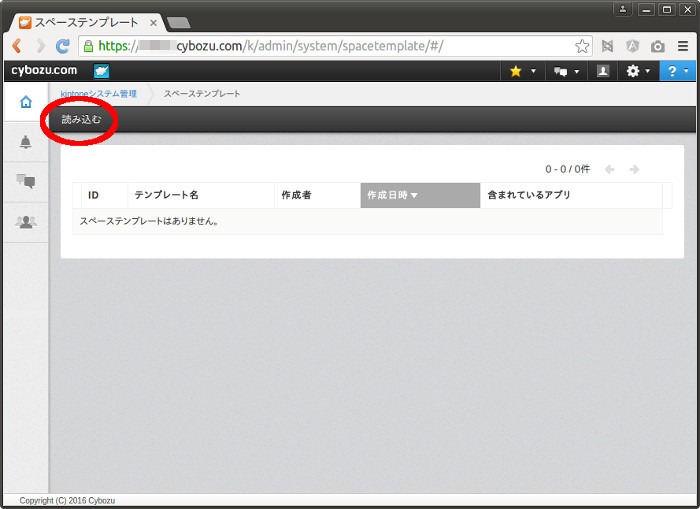 スペーステンプレート
https://
cybozu.com/k/admin/system/spacetemplate/#/
cybozu.com
?
kintoneシステム管理 スペーステンプレート
読み込む
0 - 0 / 0件
ID テンプレート名 作成者 作成日時▼ 含まれているアプリ
スペーステンプレートはありません。
Copyright (C) 2016 Cybozu